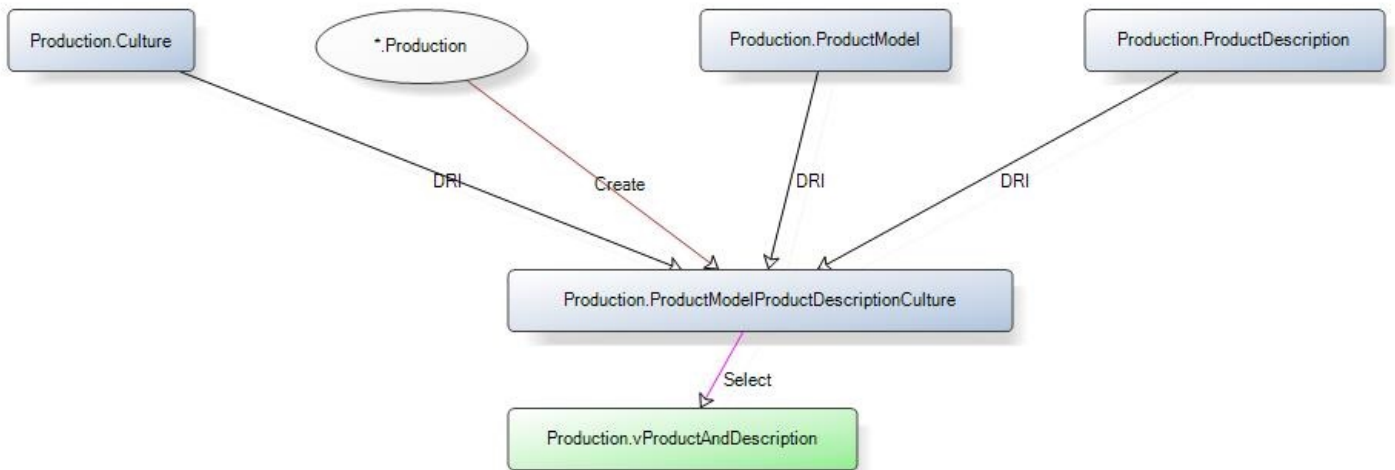 Production.Culture
*.Production
Production.ProductModel
Production.ProductDescription
DRI
Create
DRI
DRI
Production.ProductModelProductDescriptionCulture
Select
Production.vProductAndDescription